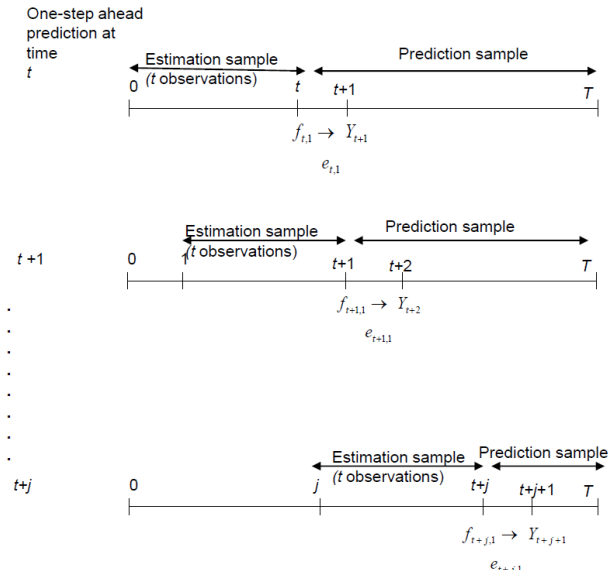 One-step ahead
prediction at
time
t
Estimation sample
(t observations)
Prediction sample
0 t t+1 T
f_{t,1} → Y_{t+1}
e_{t,1}
Estimation sample
(t observations)
Prediction sample
t +1 0 1 t+1 t+2 T
f_{t+1,1} → Y_{t+2}
e_{t+1,1}
.
.
.
.
.
.
.
.
.
Estimation sample
(t observations)
Prediction sample
t+j 0 j t+j t+j+1 T
f_{t+j,1} → Y_{t+j+1}
e_{t+j,1}